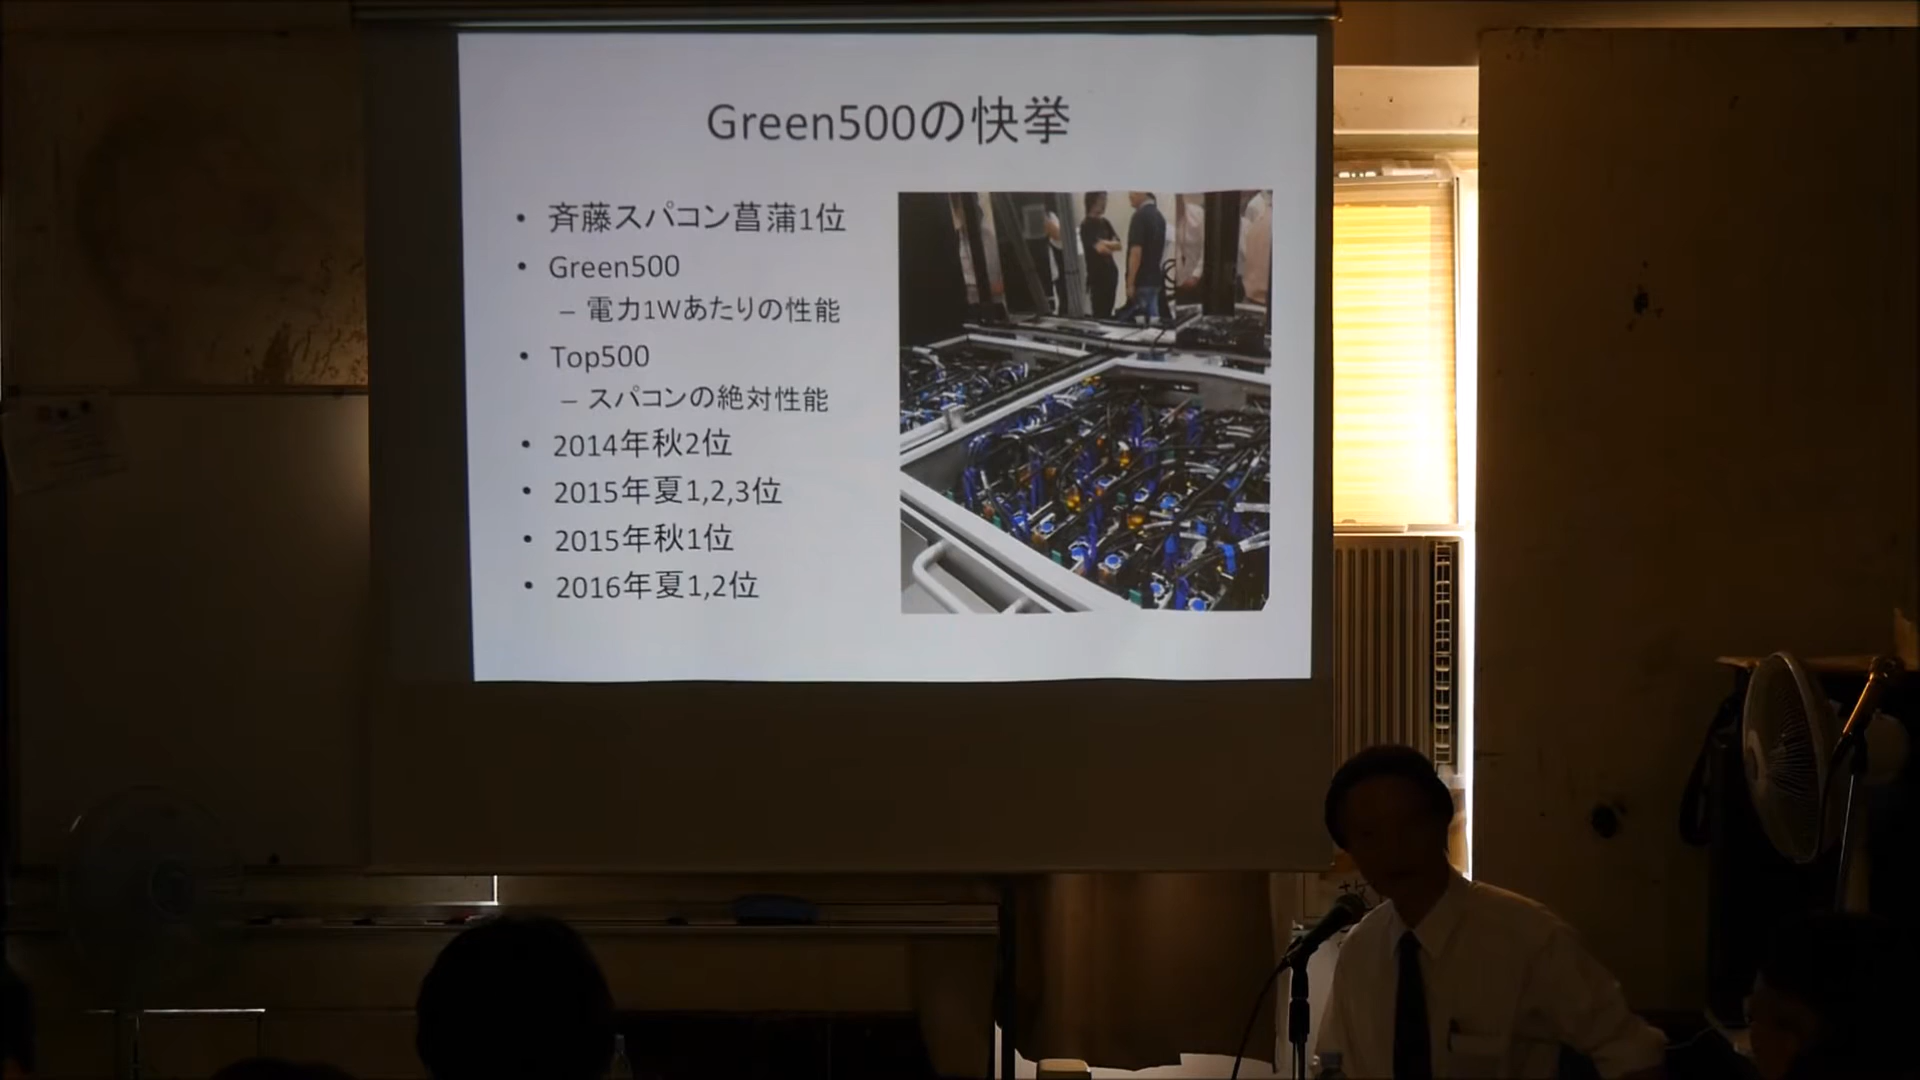 Green500の快挙
• 斉藤スパコン菖蒲1位
• Green500
– 電力1Wあたりの性能
• Top500
– スパコンの絶対性能
• 2014年秋2位
• 2015年夏1,2,3位
• 2015年秋1位
• 2016年夏1,2位